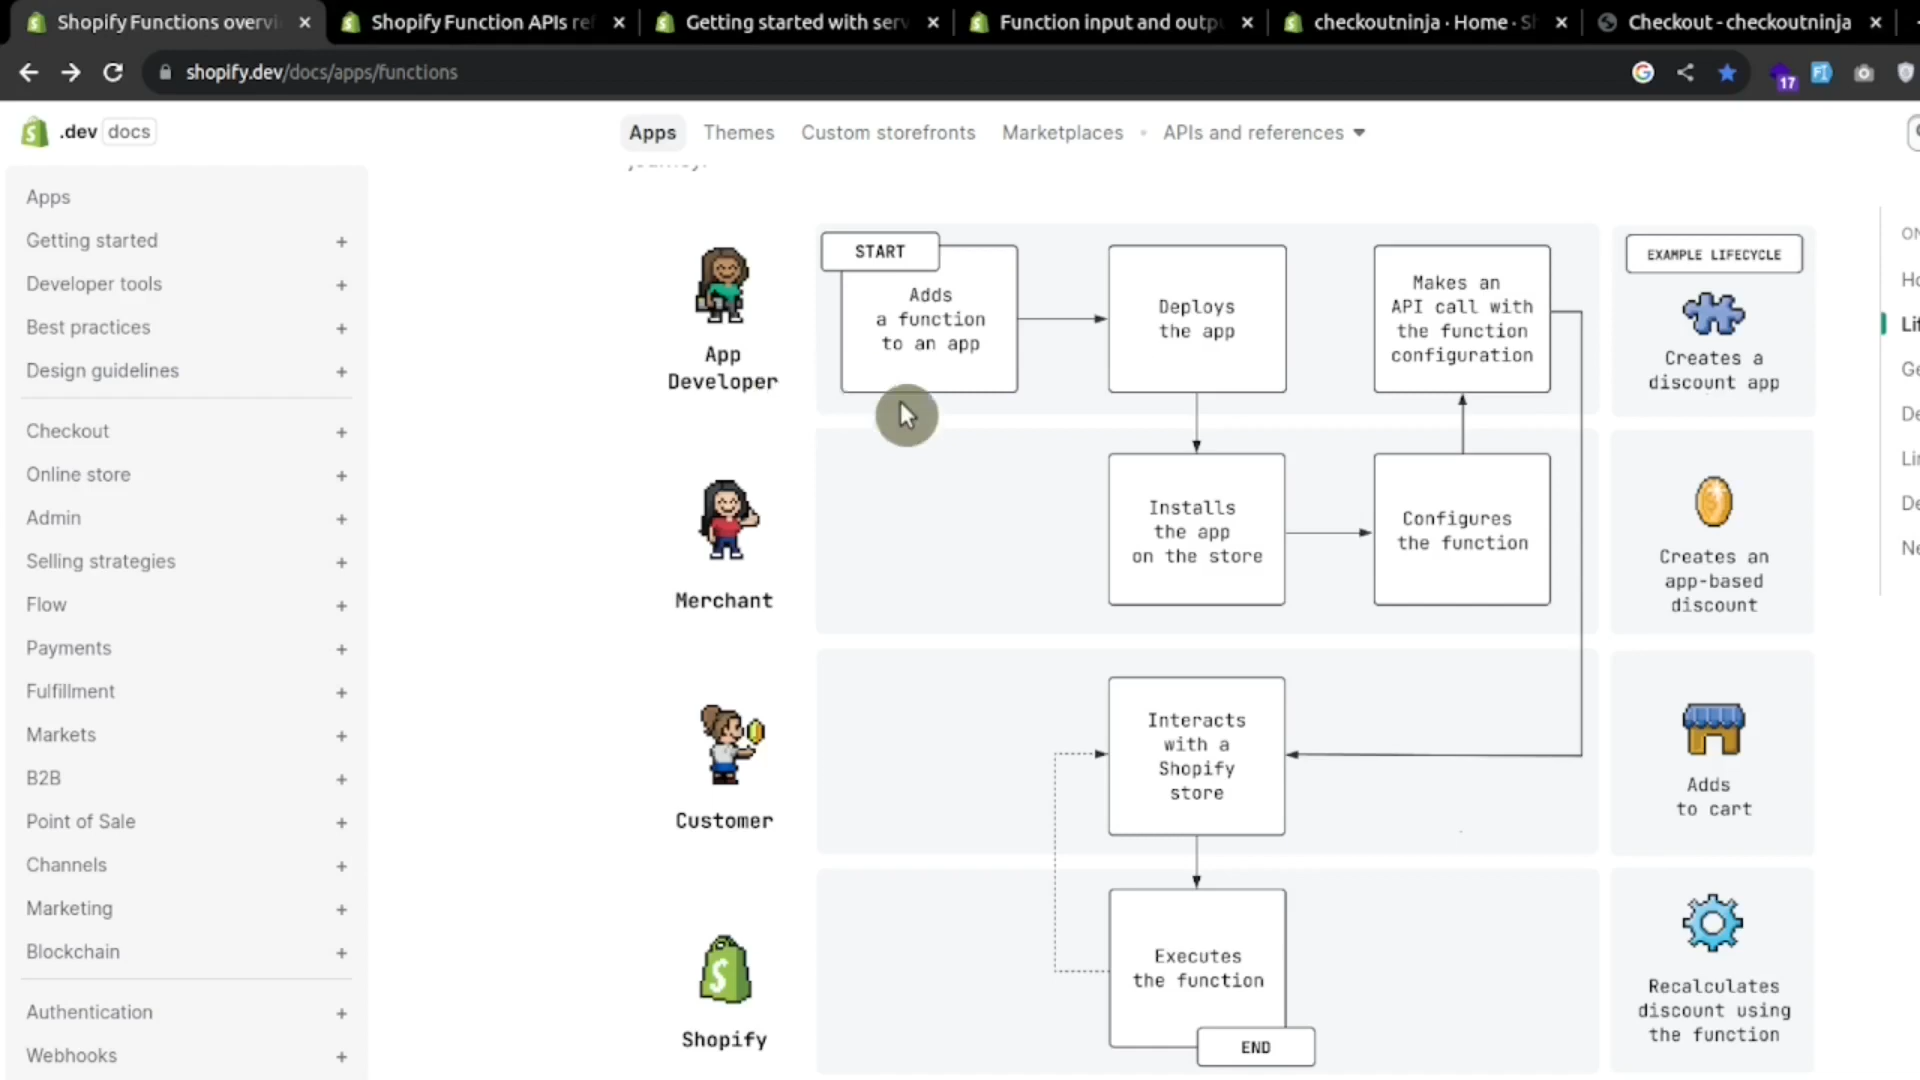 Shopify Functions overvi
Shopify Function APIs re
Getting started with serv
Function input and outp
checkoutninja · Home · Sh
Checkout - checkoutninja
shopify.dev/docs/apps/functions
17
.dev docs
Apps
Themes
Custom storefronts
Marketplaces
APIs and references
journey.
Apps
Getting started
Developer tools
Best practices
Design guidelines
Checkout
Online store
Admin
Selling strategies
Flow
Payments
Fulfillment
Markets
B2B
Point of Sale
Channels
Marketing
Blockchain
Authentication
Webhooks
App
Developer
START
Adds
a function
to an app
Deploys
the app
Makes an
API call with
the function
configuration
EXAMPLE LIFECYCLE
Creates a
discount app
Merchant
Installs
the app
on the store
Configures
the function
Creates an
app-based
discount
Customer
Interacts
with a
Shopify
store
Adds
to cart
Shopify
Executes
the function
END
Recalculates
discount using
the function